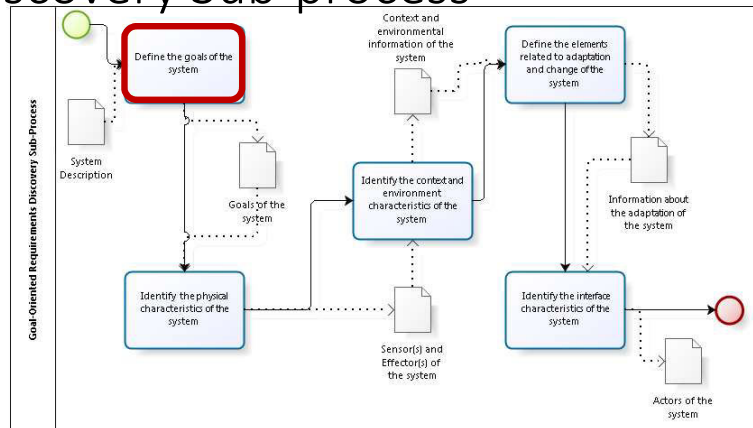 scovery Sub-process
Goal-Oriented Requirements Discovery Sub-Process
Define the goals of the
system
System
Description
Goals of the
system
Identify the physical
characteristics of the
system
Context and
environmental
information of the
system
Identify the context and
environment
characteristics of the
system
Sensor(s) and
Effector(s) of
the system
Define the elements
related to adaptation
and change of the
system
Information about
the adaptation of
the system
Identify the interface
characteristics of the
system
Actors of the
system